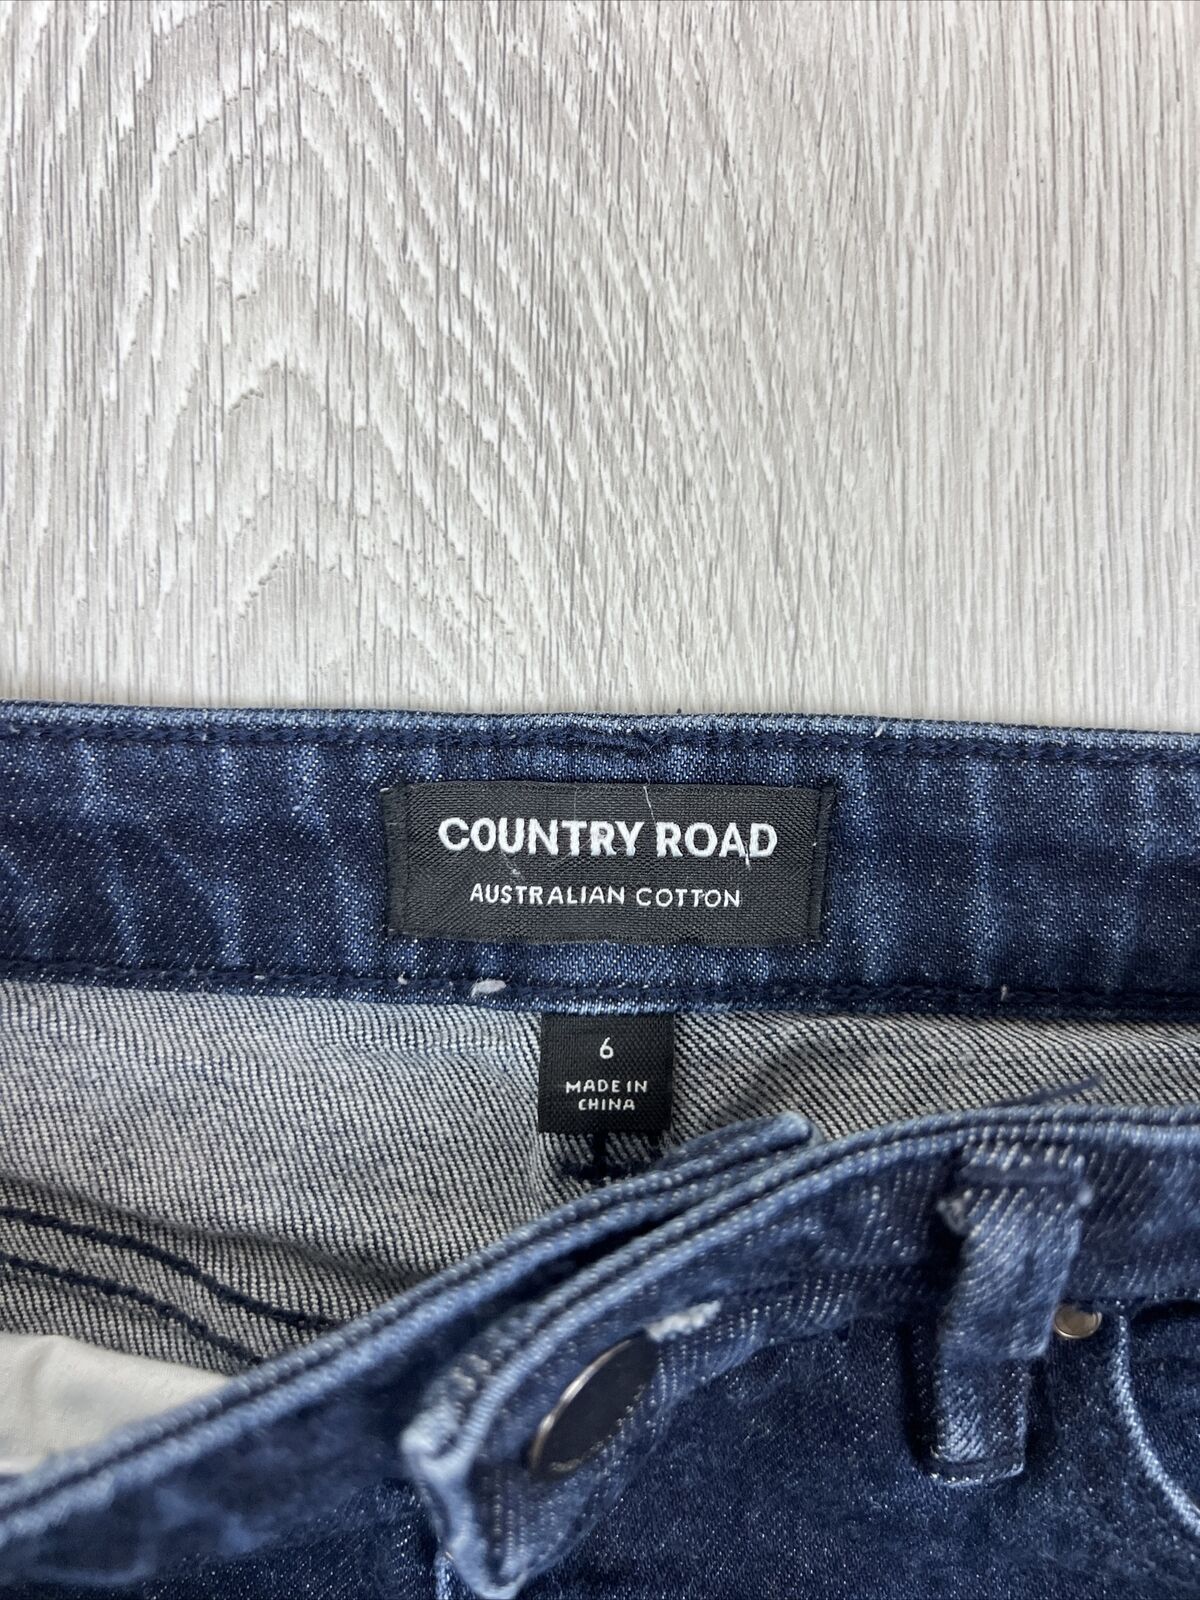 COUNTRY ROAD
AUSTRALIAN COTTON
6
MADE IN
CHINA